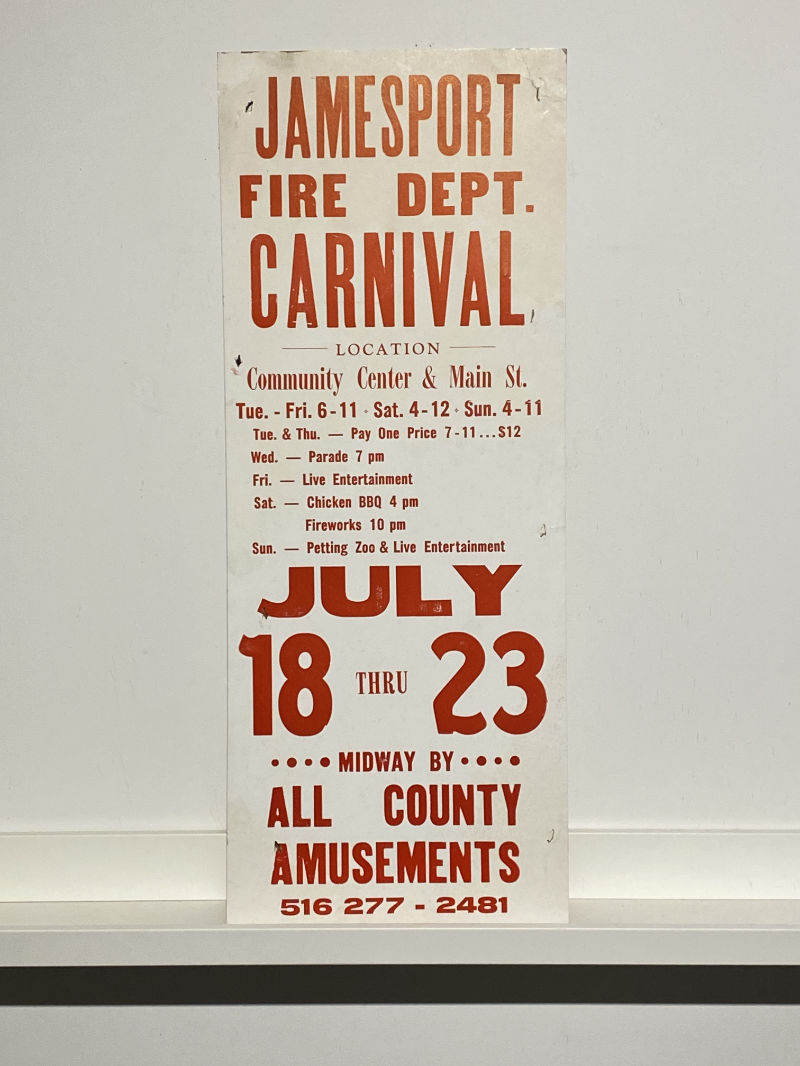 JAMESPORT
FIRE DEPT.
CARNIVAL
LOCATION
Community Center & Main St.
Tue. - Fri. 6-11 · Sat. 4-12 · Sun. 4-11
Tue. & Thu. — Pay One Price 7-11...$12
Wed. — Parade 7 pm
Fri. — Live Entertainment
Sat. — Chicken BBQ 4 pm
Fireworks 10 pm
Sun. — Petting Zoo & Live Entertainment
JULY
18 THRU 23
•••• MIDWAY BY ••••
ALL COUNTY
AMUSEMENTS
516 277 - 2481